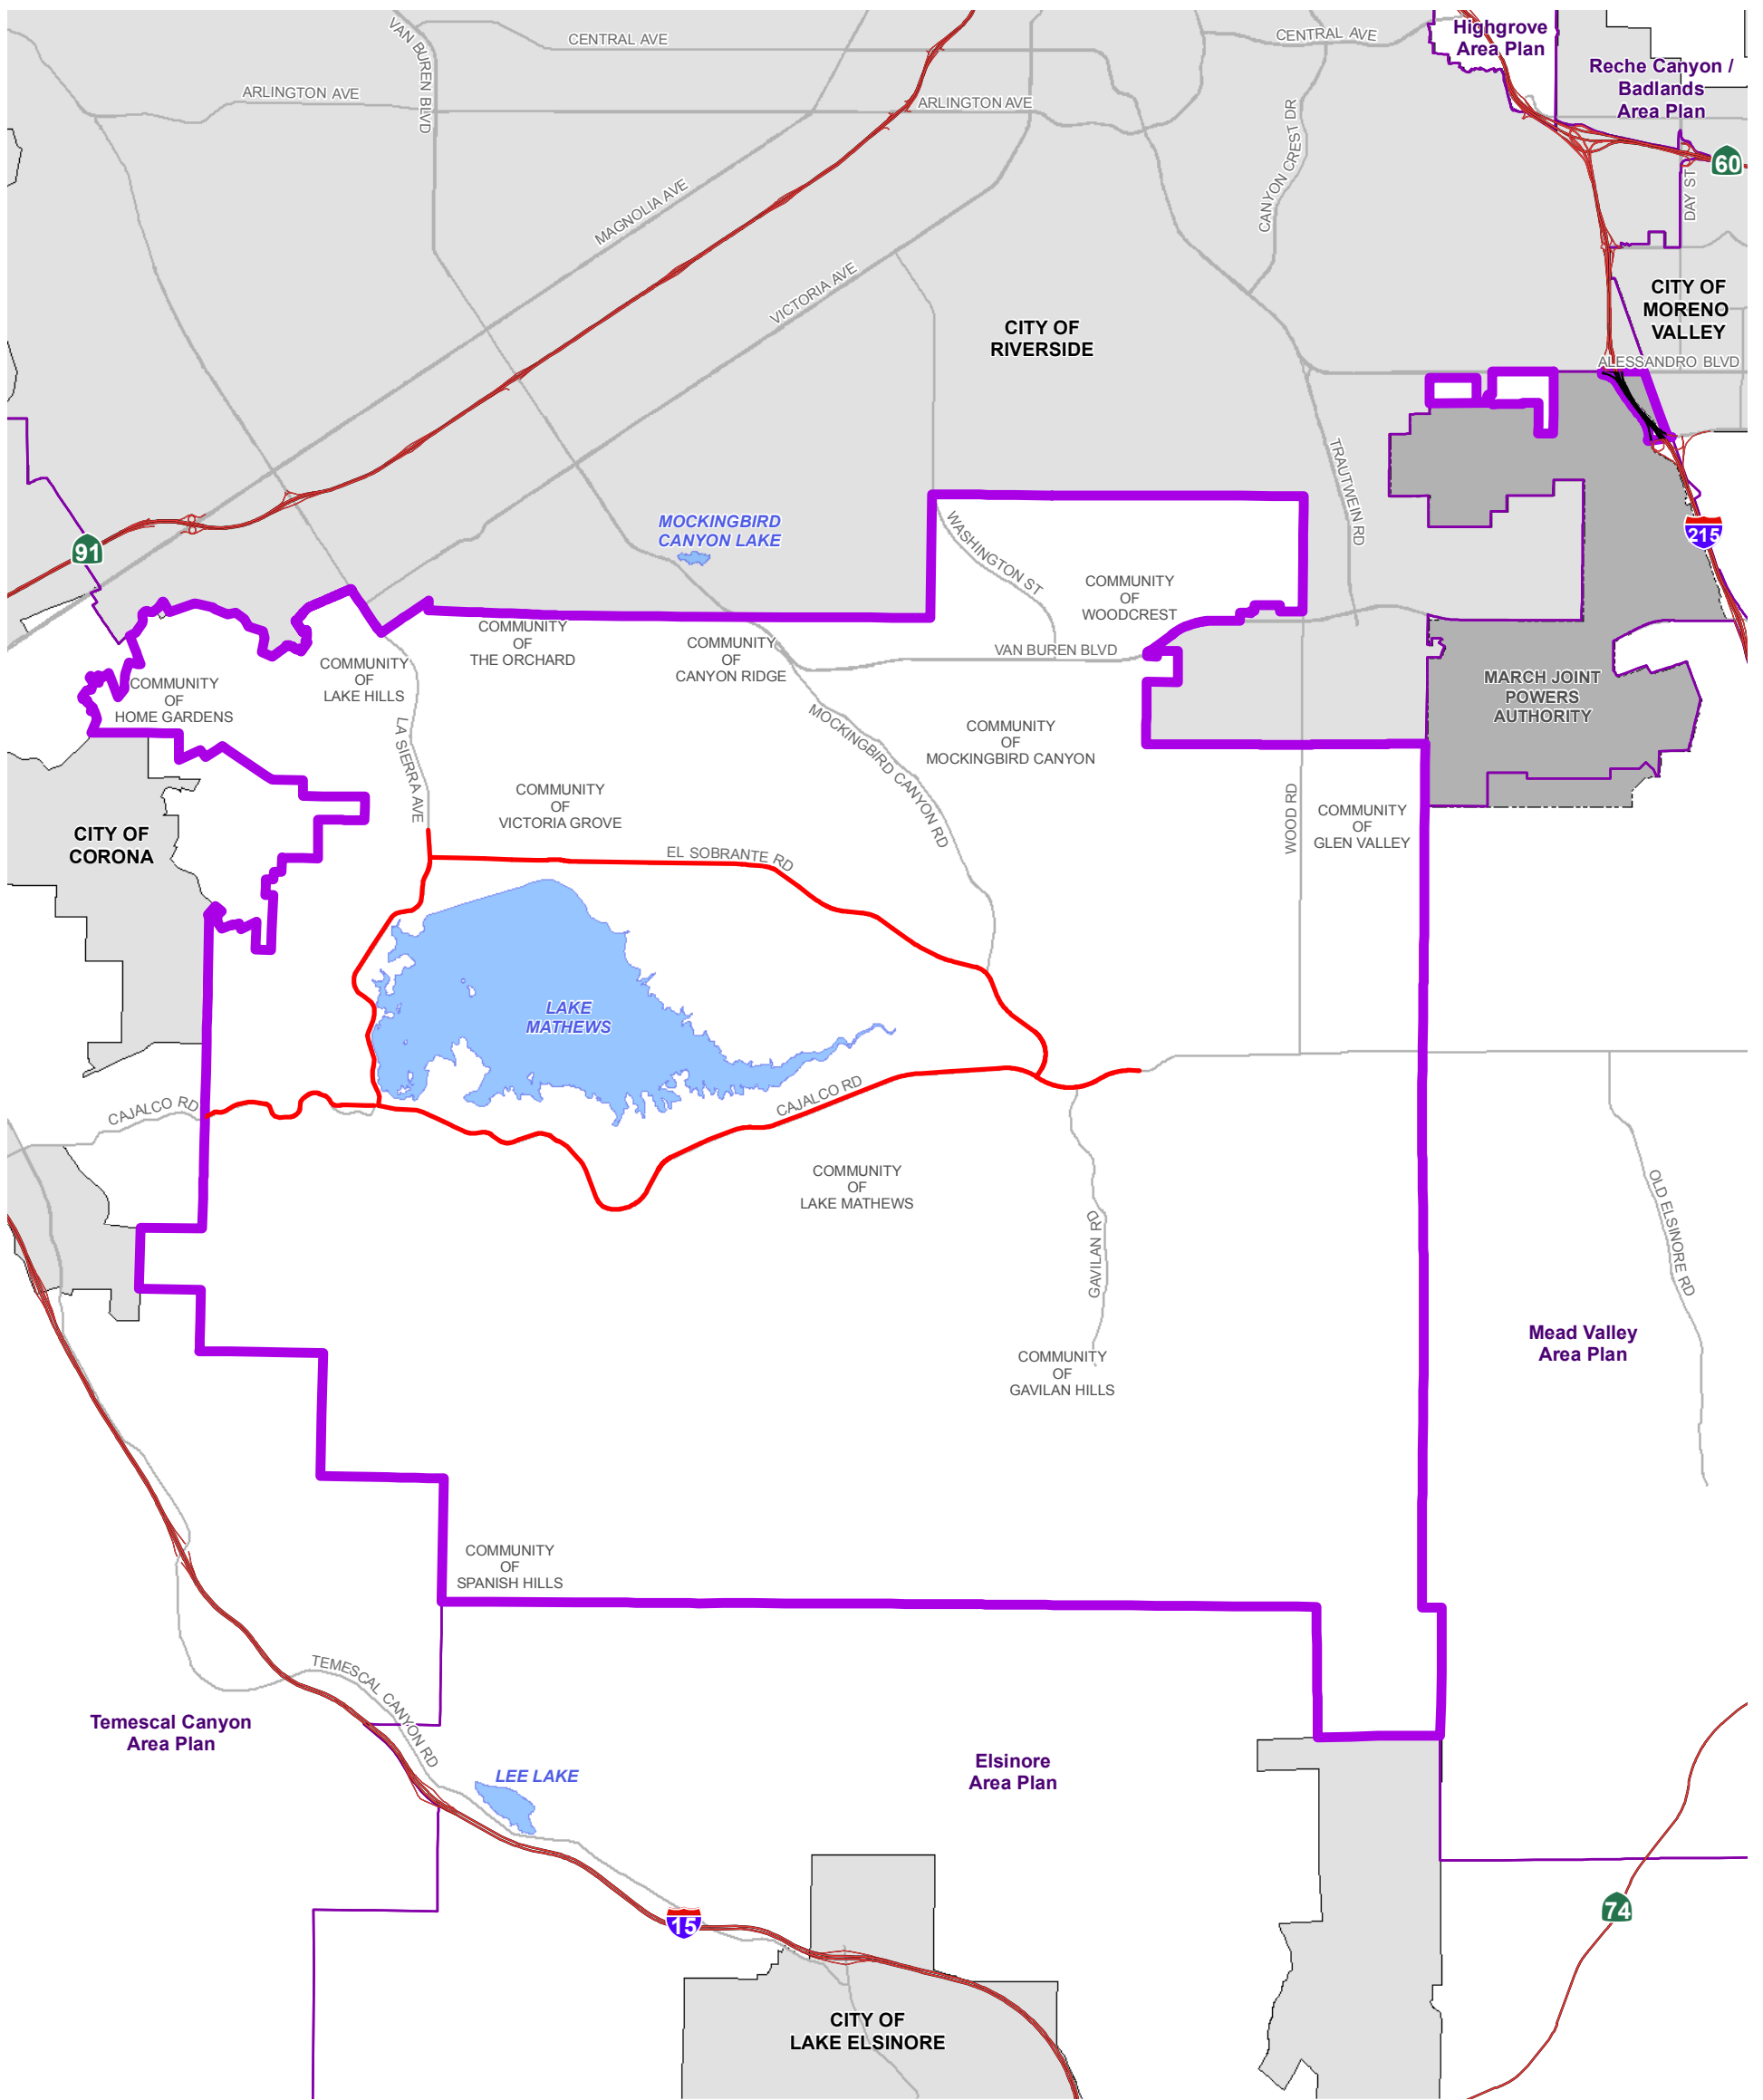 VAN BUREN BLVD
CENTRAL AVE
CENTRAL AVE
Highgrove
Area Plan
Reche Canyon /
Badlands
Area Plan
ARLINGTON AVE
ARLINGTON AVE
CANYON CREST DR
60
DAY ST
MAGNOLIA AVE
VICTORIA AVE
CITY OF
RIVERSIDE
CITY OF
MORENO
VALLEY
ALESSANDRO BLVD
TRAUTWEIN RD
91
MOCKINGBIRD
CANYON LAKE
WASHINGTON ST
215
COMMUNITY
OF
WOODCREST
COMMUNITY
OF
THE ORCHARD
COMMUNITY
OF
CANYON RIDGE
VAN BUREN BLVD
COMMUNITY
OF
LAKE HILLS
COMMUNITY
OF
HOME GARDENS
MARCH JOINT
POWERS
AUTHORITY
LA SIERRA AVE
MOCKINGBIRD CANYON RD
COMMUNITY
OF
MOCKINGBIRD CANYON
COMMUNITY
OF
VICTORIA GROVE
WOOD RD
COMMUNITY
OF
GLEN VALLEY
CITY OF
CORONA
EL SOBRANTE RD
LAKE
MATHEWS
CAJALCO RD
CAJALCO RD
COMMUNITY
OF
LAKE MATHEWS
GAVILAN RD
OLD ELSINORE RD
Mead Valley
Area Plan
COMMUNITY
OF
GAVILAN HILLS
COMMUNITY
OF
SPANISH HILLS
TEMESCAL CANYON RD
Temescal Canyon
Area Plan
LEE LAKE
Elsinore
Area Plan
15
74
CITY OF
LAKE ELSINORE